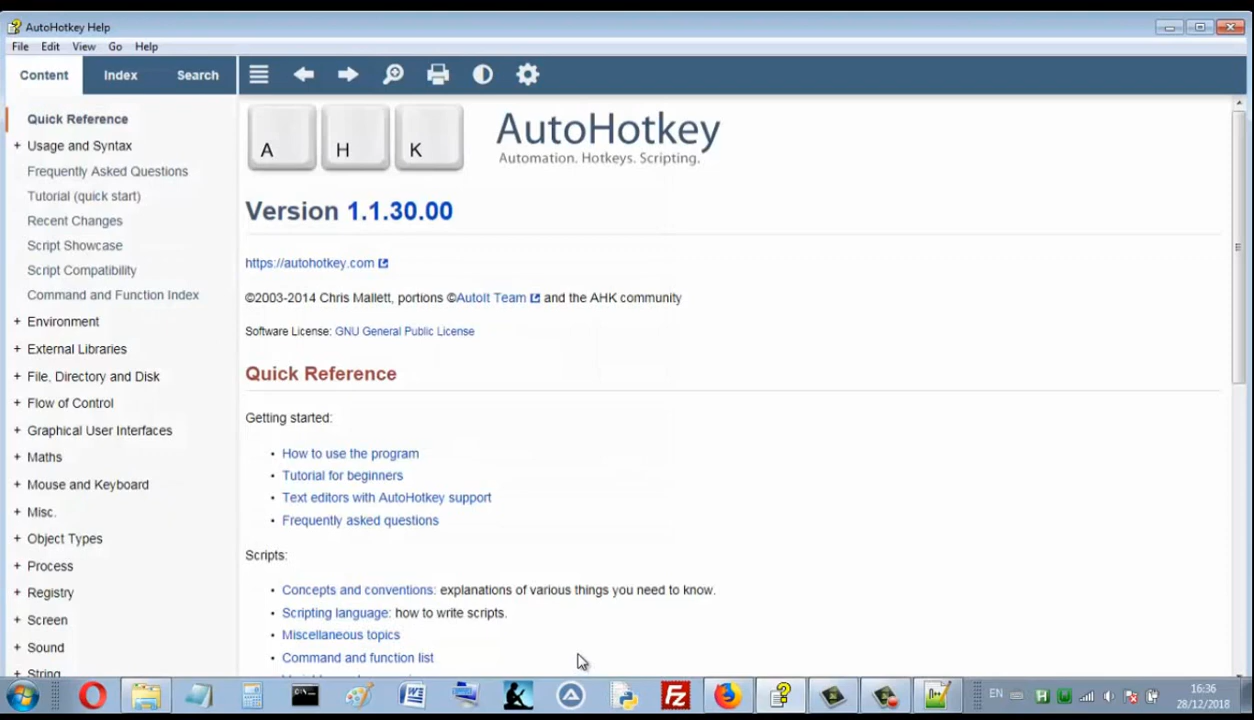 AutoHotkey Help
File Edit View Go Help
Content Index Search
Quick Reference
+ Usage and Syntax
Frequently Asked Questions
Tutorial (quick start)
Recent Changes
Script Showcase
Script Compatibility
Command and Function Index
+ Environment
+ External Libraries
+ File, Directory and Disk
+ Flow of Control
+ Graphical User Interfaces
+ Maths
+ Mouse and Keyboard
+ Misc.
+ Object Types
+ Process
+ Registry
+ Screen
+ Sound
+ String
A H K
AutoHotkey
Automation. Hotkeys. Scripting.
Version 1.1.30.00
https://autohotkey.com
©2003-2014 Chris Mallett, portions ©AutoIt Team and the AHK community
Software License: GNU General Public License
Quick Reference
Getting started:
• How to use the program
• Tutorial for beginners
• Text editors with AutoHotkey support
• Frequently asked questions
Scripts:
• Concepts and conventions: explanations of various things you need to know.
• Scripting language: how to write scripts.
• Miscellaneous topics
• Command and function list
EN
16:36
28/12/2018